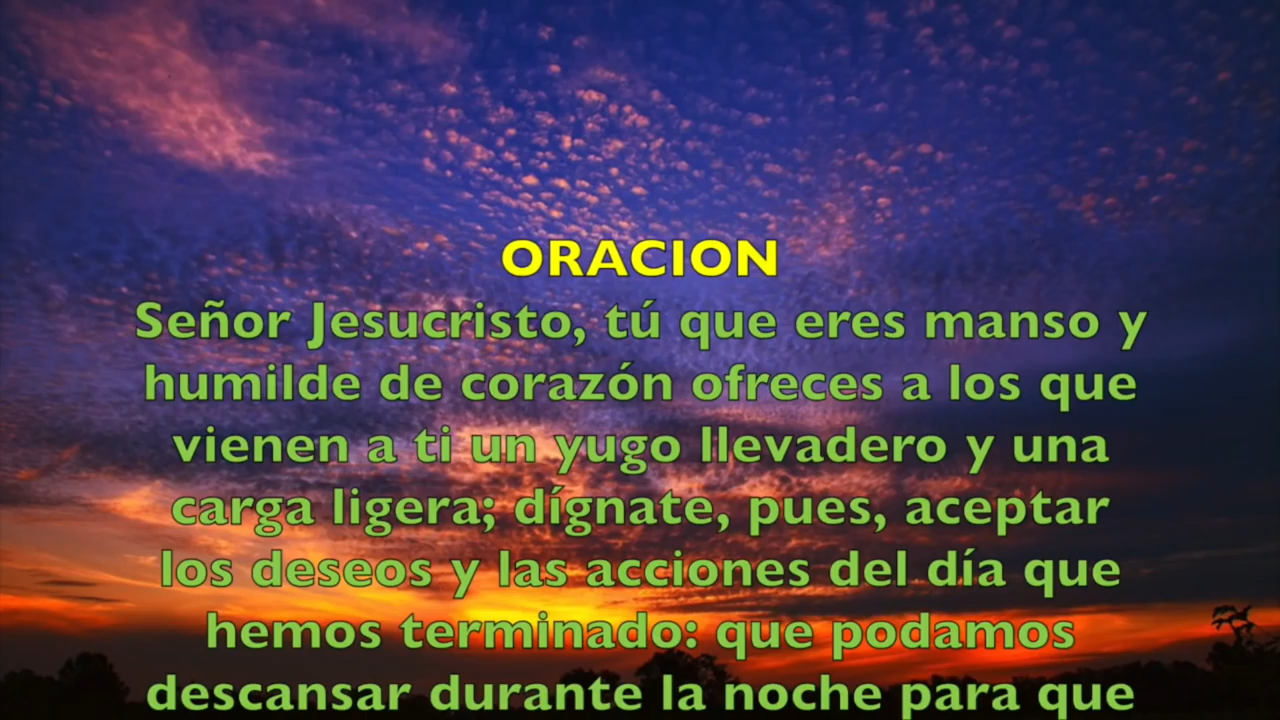 ORACION
Señor Jesucristo, tú que eres manso y
humilde de corazón ofreces a los que
vienen a ti un yugo llevadero y una
carga ligera; dígnate, pues, aceptar
los deseos y las acciones del día que
hemos terminado: que podamos
descansar durante la noche para que